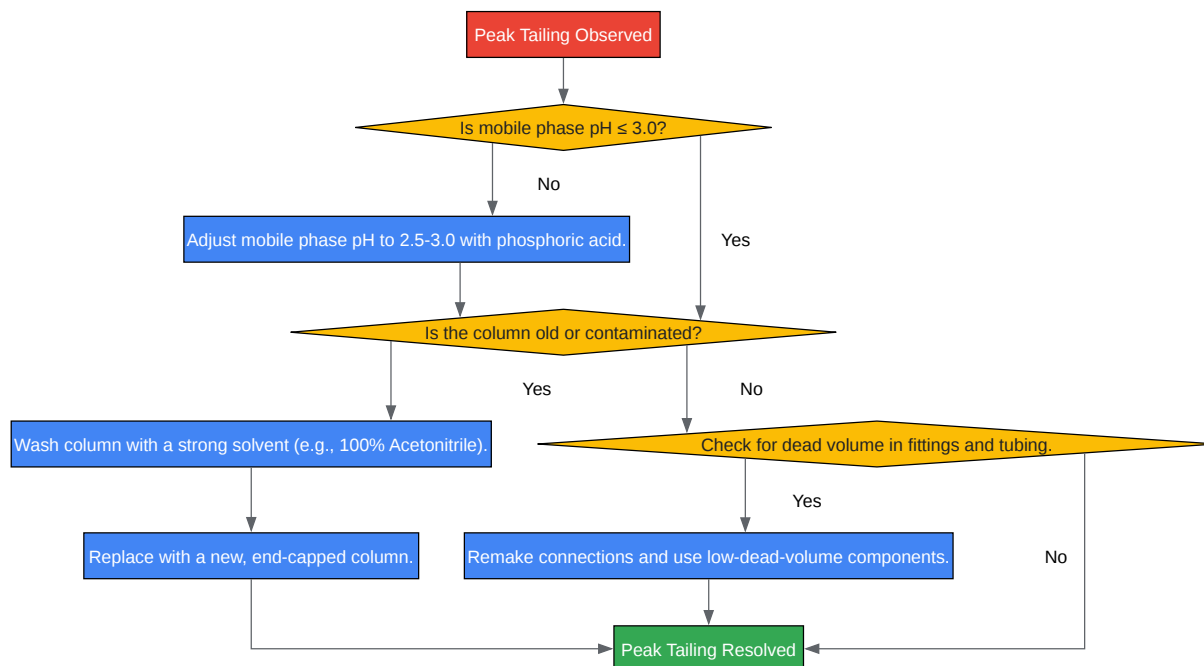 Peak Tailing Observed
Is mobile phase pH ≤ 3.0?
No
Adjust mobile phase pH to 2.5-3.0 with phosphoric acid.
Yes
Is the column old or contaminated?
Yes
No
Wash column with a strong solvent (e.g., 100% Acetonitrile).
Check for dead volume in fittings and tubing.
Yes
Replace with a new, end-capped column.
Remake connections and use low-dead-volume components.
No
Peak Tailing Resolved